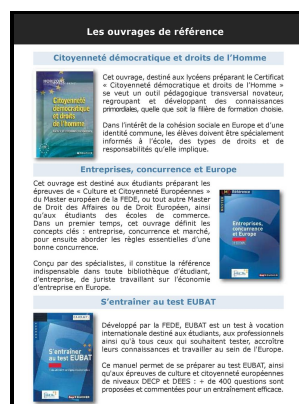 Les ouvrages de référence
Citoyenneté démocratique et droits de l'Homme
Citoyenneté
démocratique
et droits
de l'homme
Cet ouvrage, destiné aux lycéens préparant le Certificat
« Citoyenneté démocratique et droits de l'Homme »
se veut un outil pédagogique transversal novateur,
regroupant et développant des connaissances
primordiales, quelle que soit la filière de formation choisie.
Dans l'intérêt de la cohésion sociale en Europe et d'une
identité commune, les élèves doivent être spécialement
informés à l'école, des types de droits et de
responsabilités qu'elle implique.
Entreprises, concurrence et Europe
Cet ouvrage est destiné aux étudiants préparant les
épreuves de « Culture et Citoyenneté Européennes »
du Master européen de la FEDE, ou tout autre Master
de Droit des Affaires ou de Droit Européen, ainsi
qu'aux étudiants des écoles de commerce.
Dans un premier temps, cet ouvrage définit les
concepts clés : entreprise, concurrence et marché,
pour ensuite aborder les règles essentielles d'une
bonne concurrence.
Conçu par des spécialistes, il constitue la référence
indispensable dans toute bibliothèque d'étudiant,
d'entreprise, de juriste travaillant sur l'économie
d'entreprise en Europe.
Référence
Entreprises,
concurrence
et Europe
S'entrainer au test EUBAT
EUBAT
S'entraîner
au test EUBAT
Développé par la FEDE, EUBAT est un test à vocation
internationale destiné aux étudiants, aux professionnels
ainsi qu'à tous ceux qui souhaitent tester, accroître
leurs connaissances et travailler au sein de l'Europe.
Ce manuel permet de se préparer au test EUBAT, ainsi
qu'aux épreuves de culture et citoyenneté européennes
de niveaux DECP et DEES : + de 400 questions sont
proposées et commentées pour un entraînement efficace.